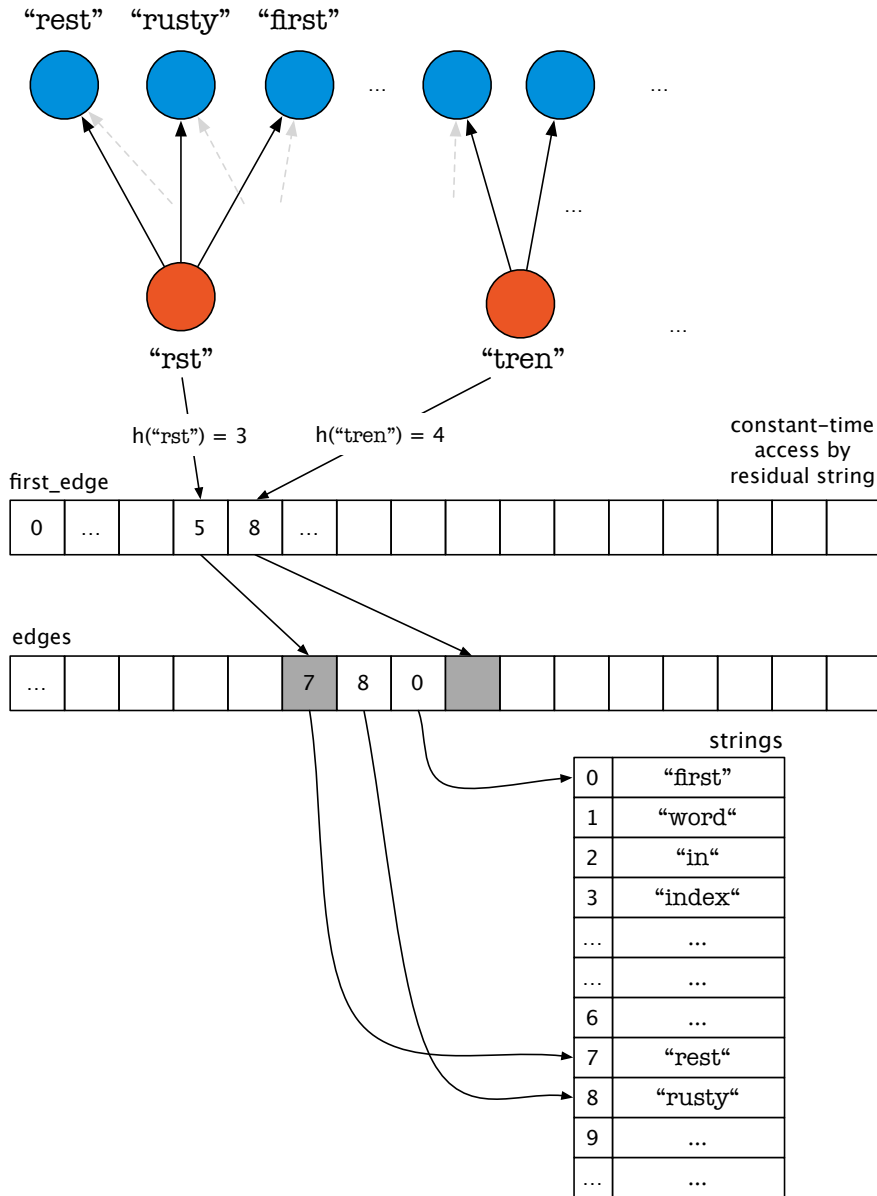 “rest” “rusty” “first”
... ...
...
“rst” “tren” ...
h(“rst”) = 3 h(“tren”) = 4
constant-time
access by
residual string
first_edge
0 ... 5 8 ...
edges
... 7 8 0
strings
0 “first”
1 “word“
2 “in“
3 “index“
... ...
... ...
6 ...
7 “rest“
8 “rusty“
9 ...
... ...